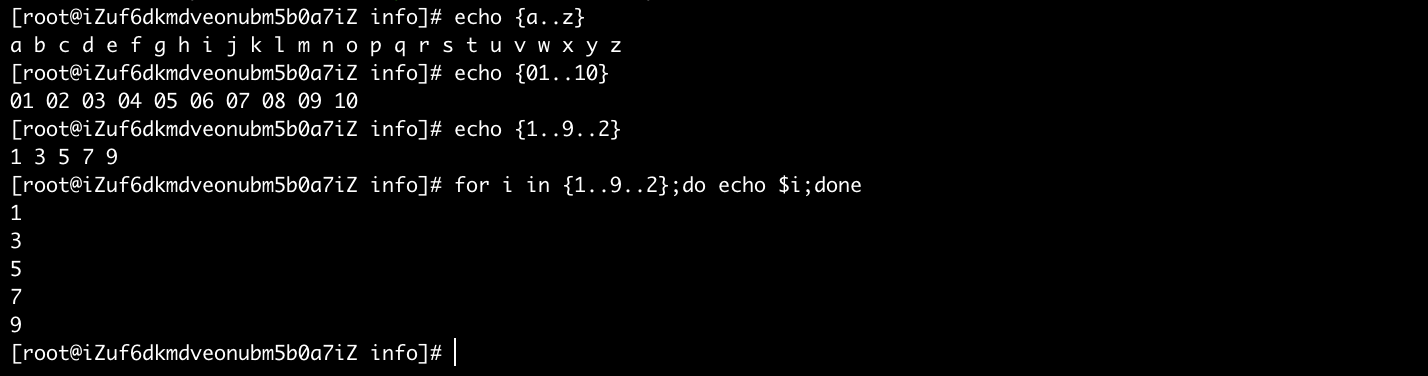 [root@iZuf6dkmdveonubm5b0a7iZ info]# echo {a..z}
a b c d e f g h i j k l m n o p q r s t u v w x y z
[root@iZuf6dkmdveonubm5b0a7iZ info]# echo {01..10}
01 02 03 04 05 06 07 08 09 10
[root@iZuf6dkmdveonubm5b0a7iZ info]# echo {1..9..2}
1 3 5 7 9
[root@iZuf6dkmdveonubm5b0a7iZ info]# for i in {1..9..2};do echo $i;done
1
3
5
7
9
[root@iZuf6dkmdveonubm5b0a7iZ info]#